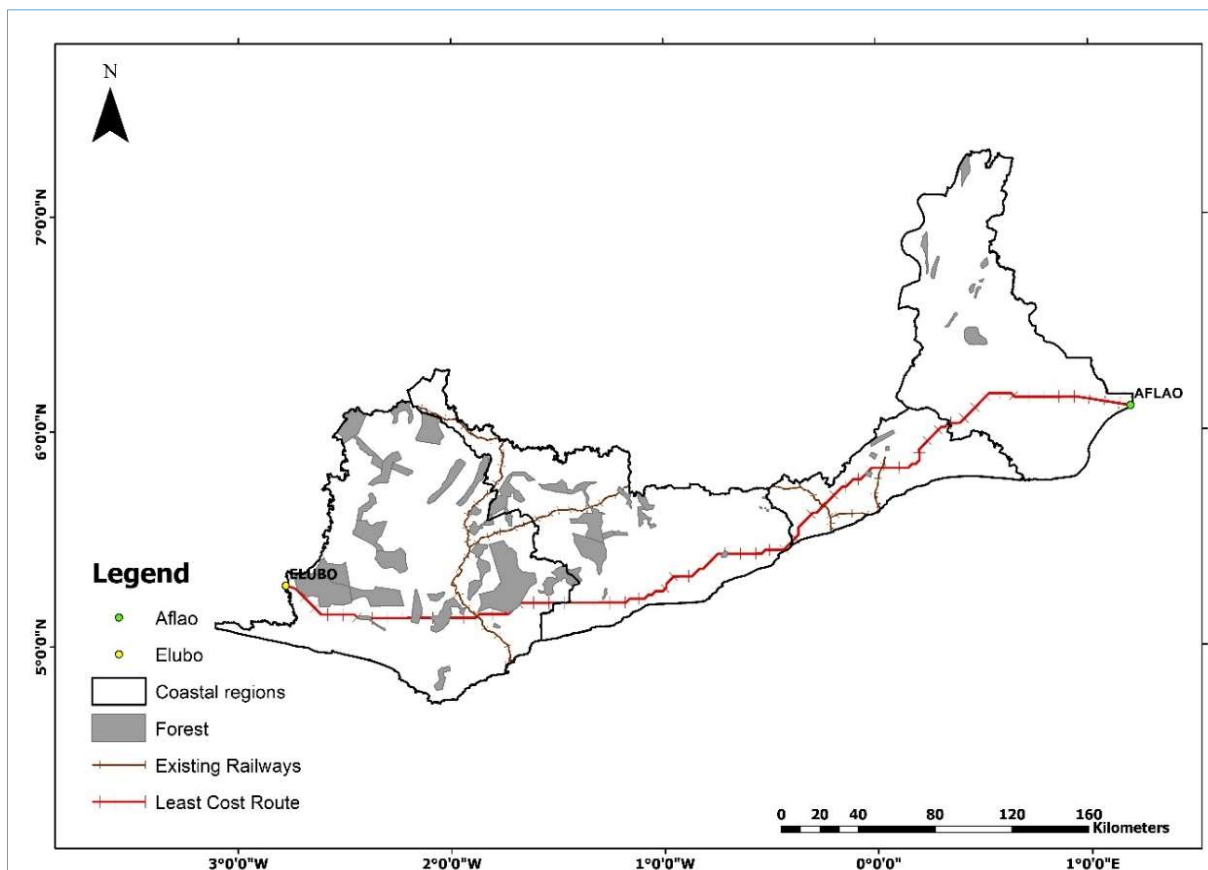 N
7°0'0"N
6°0'0"N
5°0'0"N
AFLAO
ELUBO
Legend
Aflao
Elubo
Coastal regions
Forest
Existing Railways
Least Cost Route
0 20 40 80 120 160
Kilometers
3°0'0"W 2°0'0"W 1°0'0"W 0°0'0" 1°0'0"E